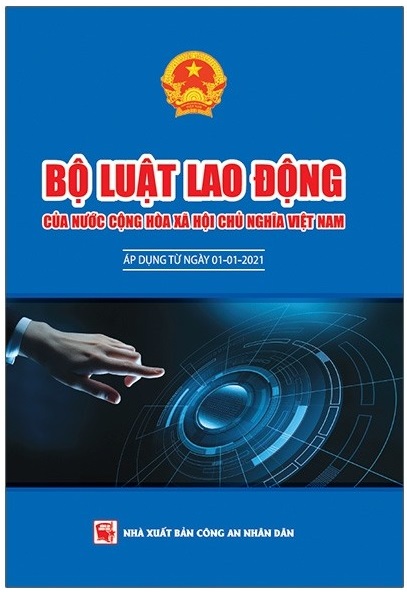 BỘ LUẬT LAO ĐỘNG
CỦA NƯỚC CỘNG HÒA XÃ HỘI CHỦ NGHĨA VIỆT NAM
ÁP DỤNG TỪ NGÀY 01-01-2021
NHÀ XUẤT BẢN CÔNG AN NHÂN DÂN